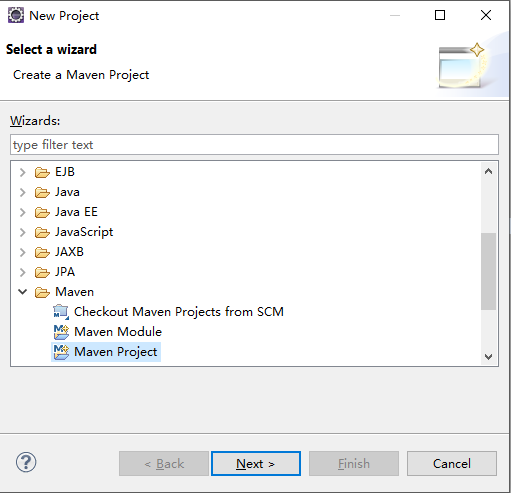 New Project
Select a wizard
Create a Maven Project
Wizards:
type filter text
EJB
Java
Java EE
JavaScript
JAXB
JPA
Maven
Checkout Maven Projects from SCM
Maven Module
Maven Project
? < Back Next > Finish Cancel